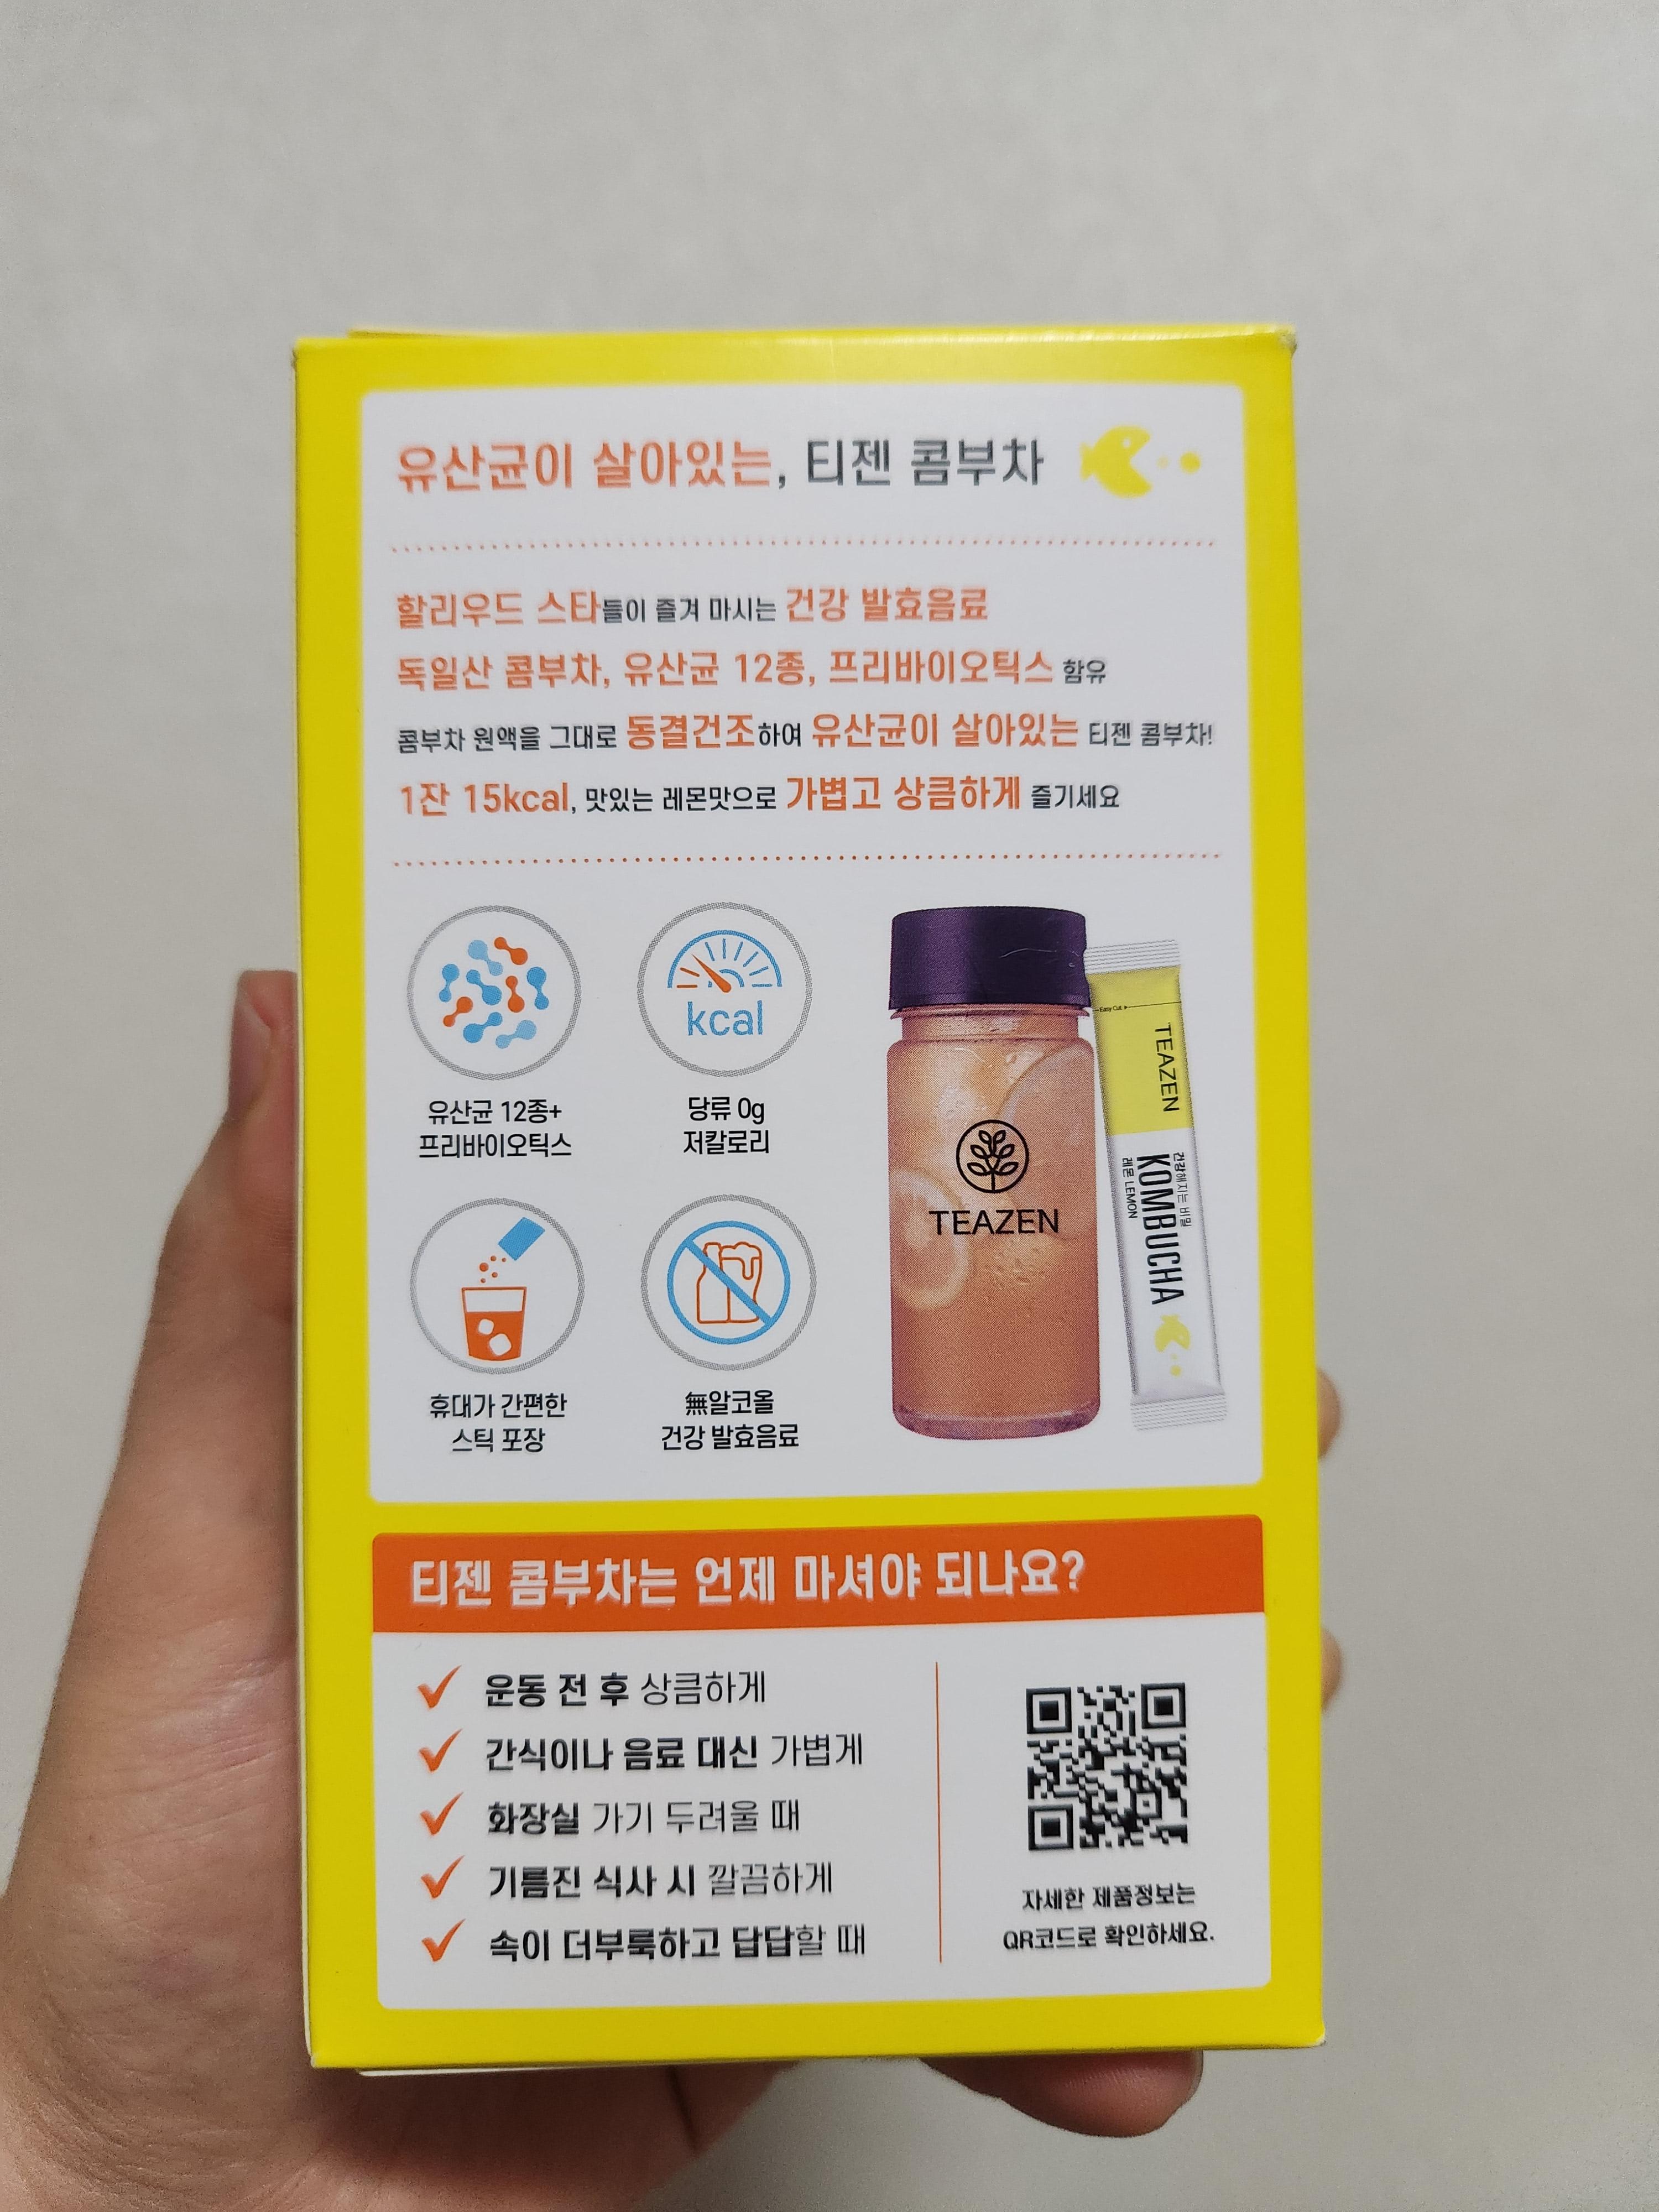 유산균이 살아있는, 티젠 콤부차
할리우드 스타들이 즐겨 마시는 건강 발효음료
독일산 콤부차, 유산균 12종, 프리바이오틱스 함유
콤부차 원액을 그대로 동결건조하여 유산균이 살아있는 티젠 콤부차!
1잔 15kcal, 맛있는 레몬맛으로 가볍고 상큼하게 즐기세요
kcal
유산균 12종+
프리바이오틱스
당류 0g
저칼로리
휴대가 간편한
스틱 포장
無알코올
건강 발효음료
TEAZEN
Easy Cut
TEAZEN
건강해지는 비밀
KOMBUCHA
레몬 LEMON
티젠 콤부차는 언제 마셔야 되나요?
운동 전 후 상큼하게
간식이나 음료 대신 가볍게
화장실 가기 두려울 때
기름진 식사 시 깔끔하게
속이 더부룩하고 답답할 때
자세한 제품정보는
QR코드로 확인하세요.